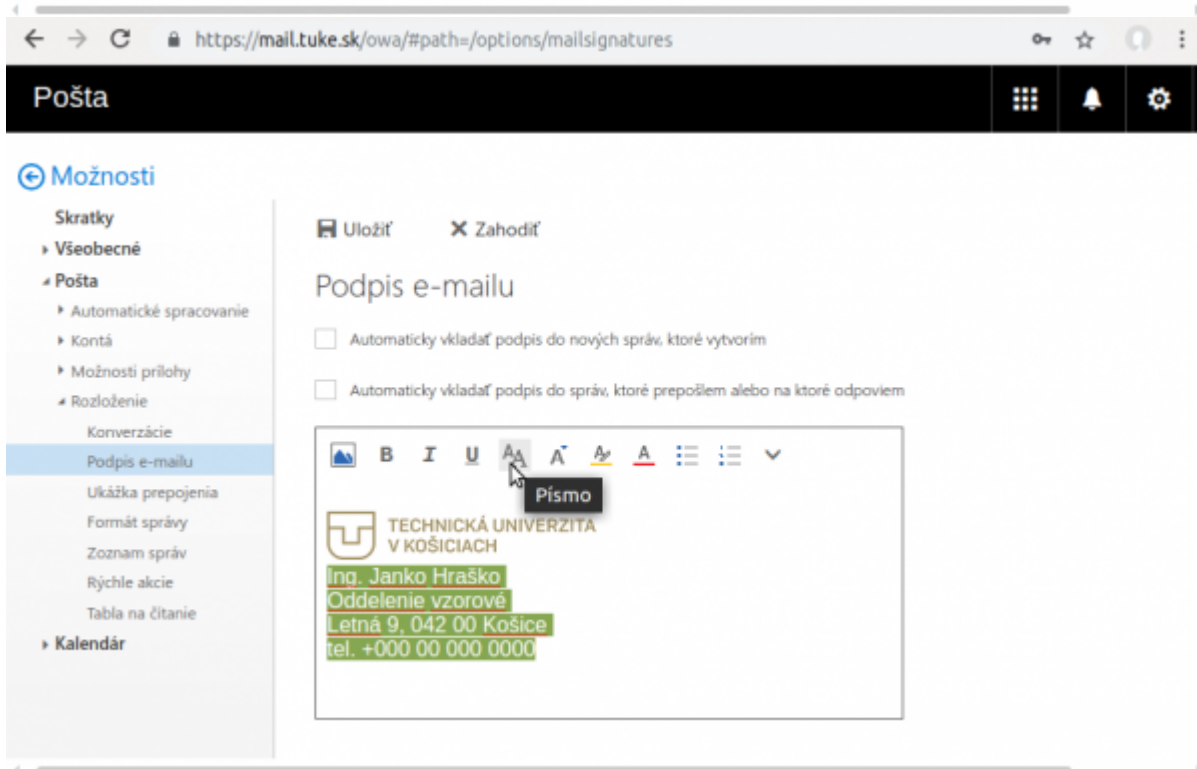 https://mail.tuke.sk/owa/#path=/options/mailsignatures
Pošta
Možnosti
Skratky
Všeobecné
Pošta
Automatické spracovanie
Kontá
Možnosti prílohy
Rozloženie
Konverzácie
Podpis e-mailu
Ukážka prepojenia
Formát správy
Zoznam správ
Rýchle akcie
Tabla na čítanie
Kalendár
Uložiť Zahodiť
Podpis e-mailu
Automaticky vkladať podpis do nových správ, ktoré vytvorím
Automaticky vkladať podpis do správ, ktoré prepošlem alebo na ktoré odpoviem
B I U AA A A A
Písmo
TECHNICKÁ UNIVERZITA
V KOŠICIACH
Ing. Janko Hraško
Oddelenie vzorové
Letná 9, 042 00 Košice
tel. +000 00 000 0000